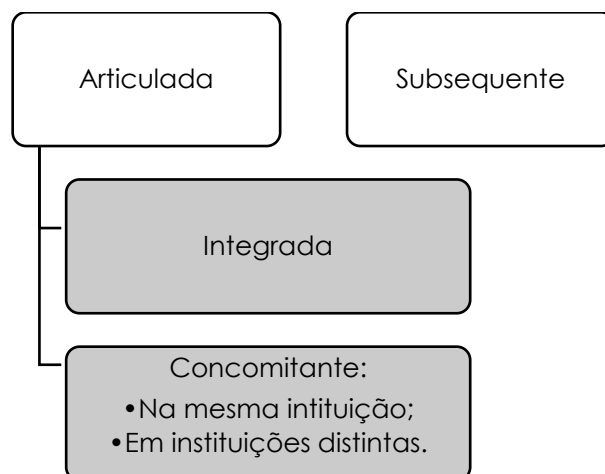 Articulada
Subsequente
Integrada
Concomitante:
•Na mesma intituição;
•Em instituições distintas.